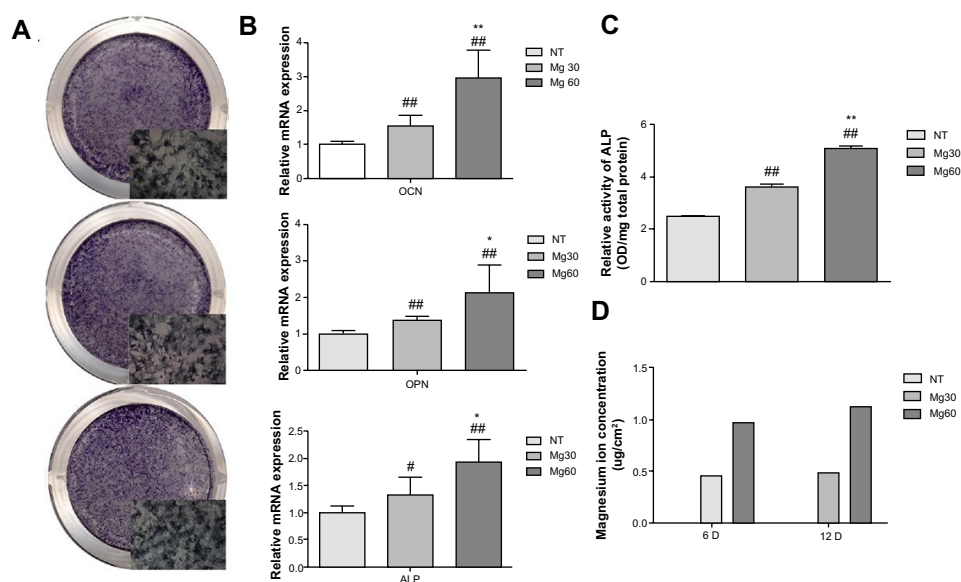 A
B
Relative mRNA expression
4
3
2
1
0
OCN
##
**
##
NT
Mg 30
Mg 60
Relative mRNA expression
4
3
2
1
0
OPN
##
*
##
NT
Mg30
Mg60
Relative mRNA expression
2.5
2.0
1.5
1.0
0.5
0.0
ALP
#
*
##
NT
Mg30
Mg60
C
Relative activity of ALP
(OD/mg total protein)
6
4
2
0
##
**
##
NT
Mg30
Mg60
D
Magnesium ion concentration
(ug/cm²)
1.5
1.0
0.5
0.0
6 D
12 D
NT
Mg30
Mg60